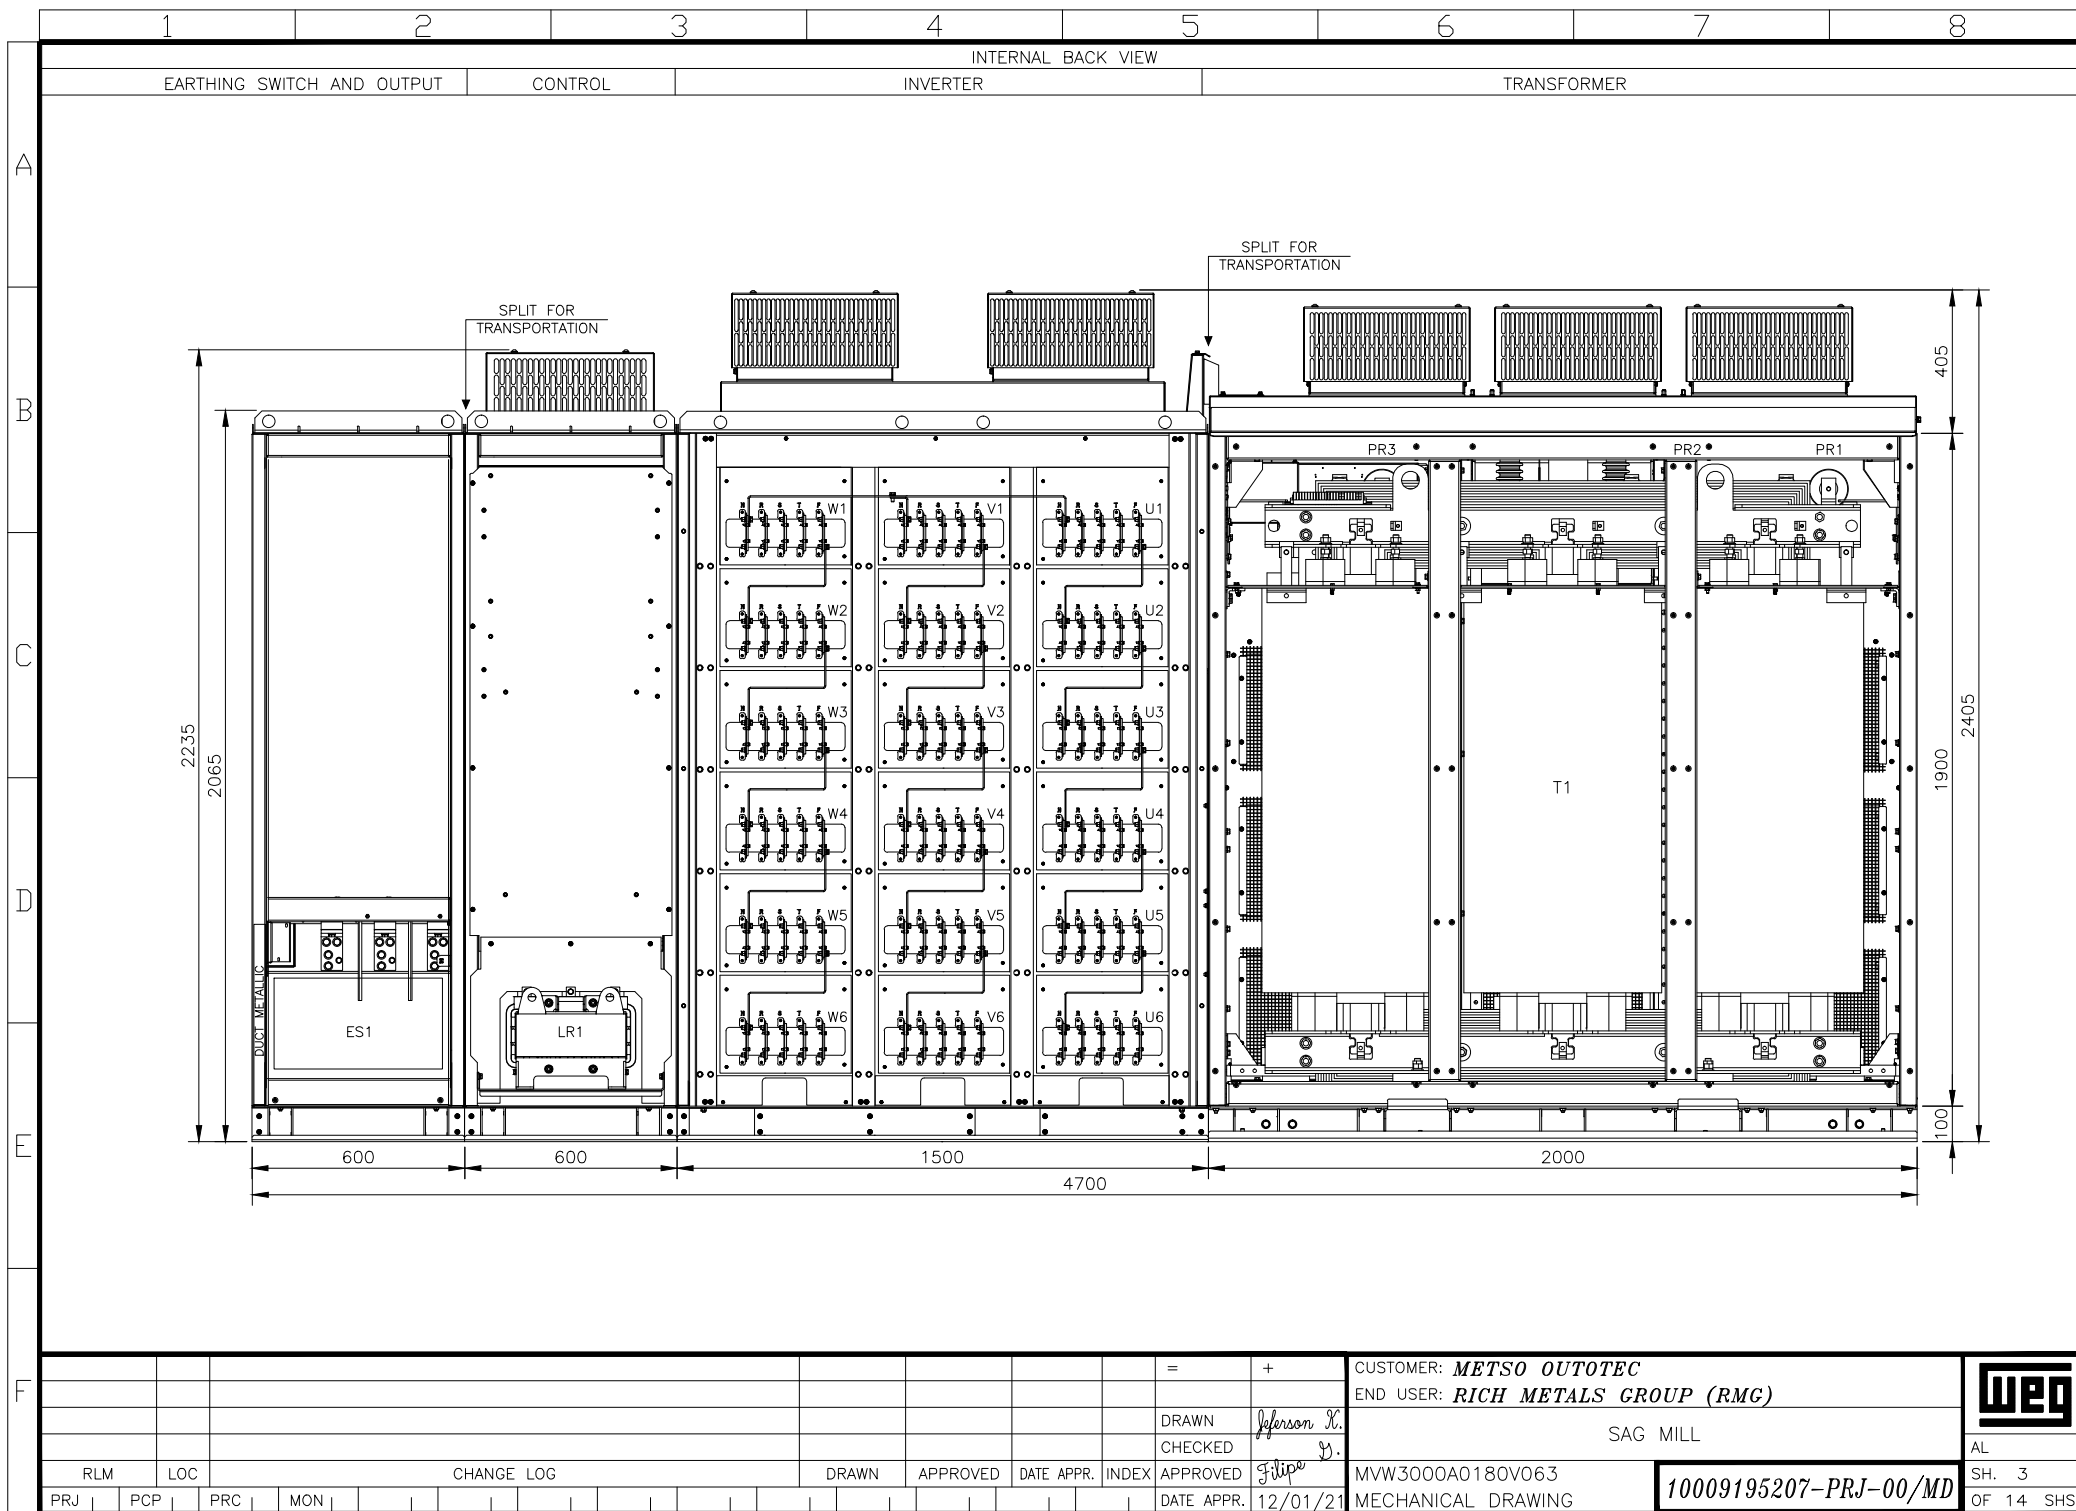 1 2 3 4 5 6 7 8
INTERNAL BACK VIEW
EARTHING SWITCH AND OUTPUT CONTROL INVERTER TRANSFORMER
A
B
C
D
E
F
SPLIT FOR
TRANSPORTATION
SPLIT FOR
TRANSPORTATION
405
2235
2065
2405
1900
100
PR3 PR2 PR1
N R S T F W1 N R S T F V1 N R S T F U1
N R S T F W2 N R S T F V2 N R S T F U2
N R S T F W3 N R S T F V3 N R S T F U3
N R S T F W4 N R S T F V4 N R S T F U4
N R S T F W5 N R S T F V5 N R S T F U5
N R S T F W6 N R S T F V6 N R S T F U6
T1
DUCT METALLIC
ES1 LR1
600 600 1500 2000
4700
= +
CUSTOMER: METSO OUTOTEC
END USER: RICH METALS GROUP (RMG)
weg
DRAWN Jeferson K.
SAG MILL
CHECKED G.
AL
RLM LOC CHANGE LOG DRAWN APPROVED DATE APPR. INDEX APPROVED Filipe
MVW3000A0180V063
10009195207-PRJ-00/MD
SH. 3
PRJ PCP PRC MON DATE APPR. 12/01/21
MECHANICAL DRAWING
OF 14 SHS